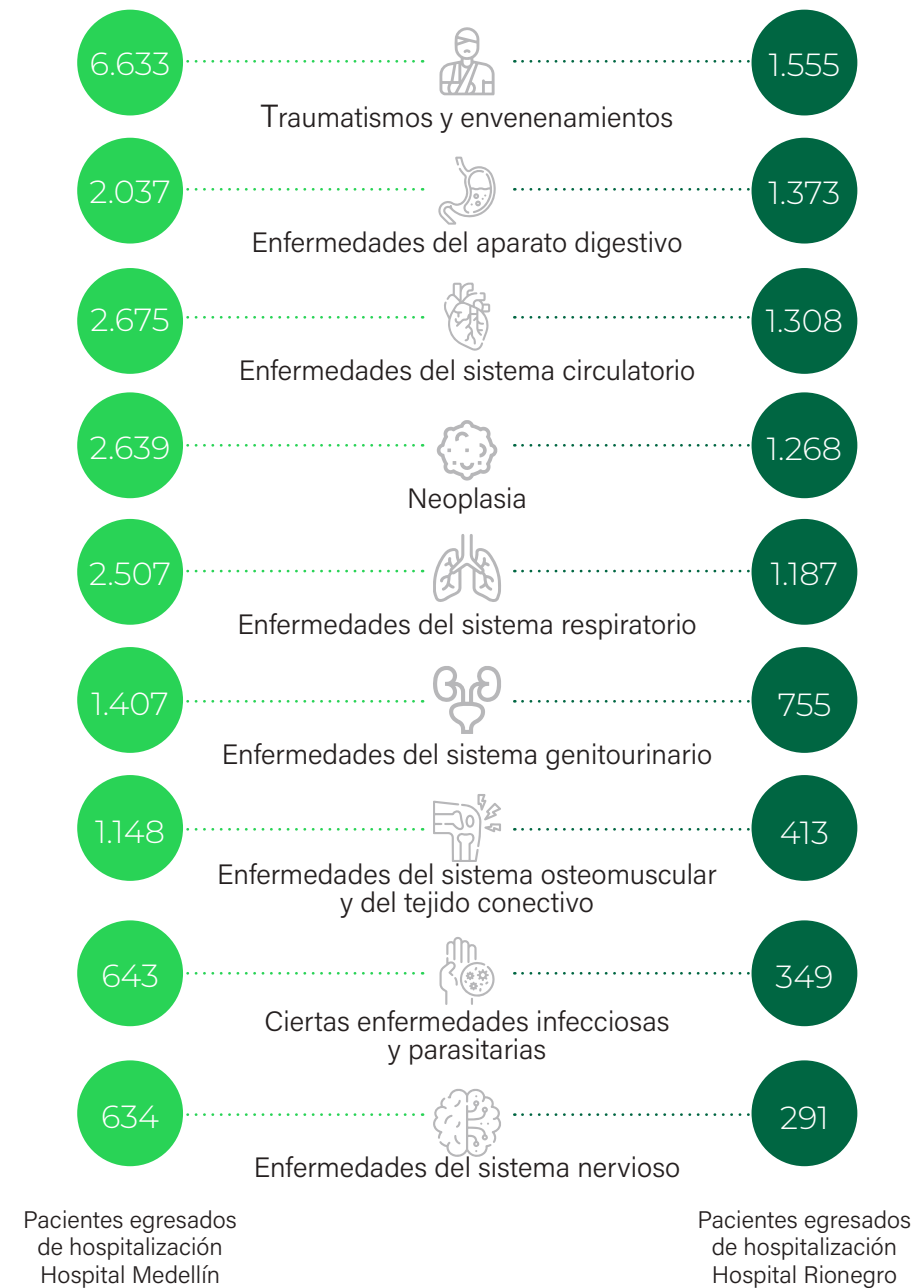 6.633
1.555
Traumatismos y envenenamientos
2.037
1.373
Enfermedades del aparato digestivo
2.675
1.308
Enfermedades del sistema circulatorio
2.639
1.268
Neoplasia
2.507
1.187
Enfermedades del sistema respiratorio
1.407
755
Enfermedades del sistema genitourinario
1.148
413
Enfermedades del sistema osteomuscular
y del tejido conectivo
643
349
Ciertas enfermedades infecciosas
y parasitarias
634
291
Enfermedades del sistema nervioso
Pacientes egresados
de hospitalización
Hospital Medellín
Pacientes egresados
de hospitalización
Hospital Rionegro